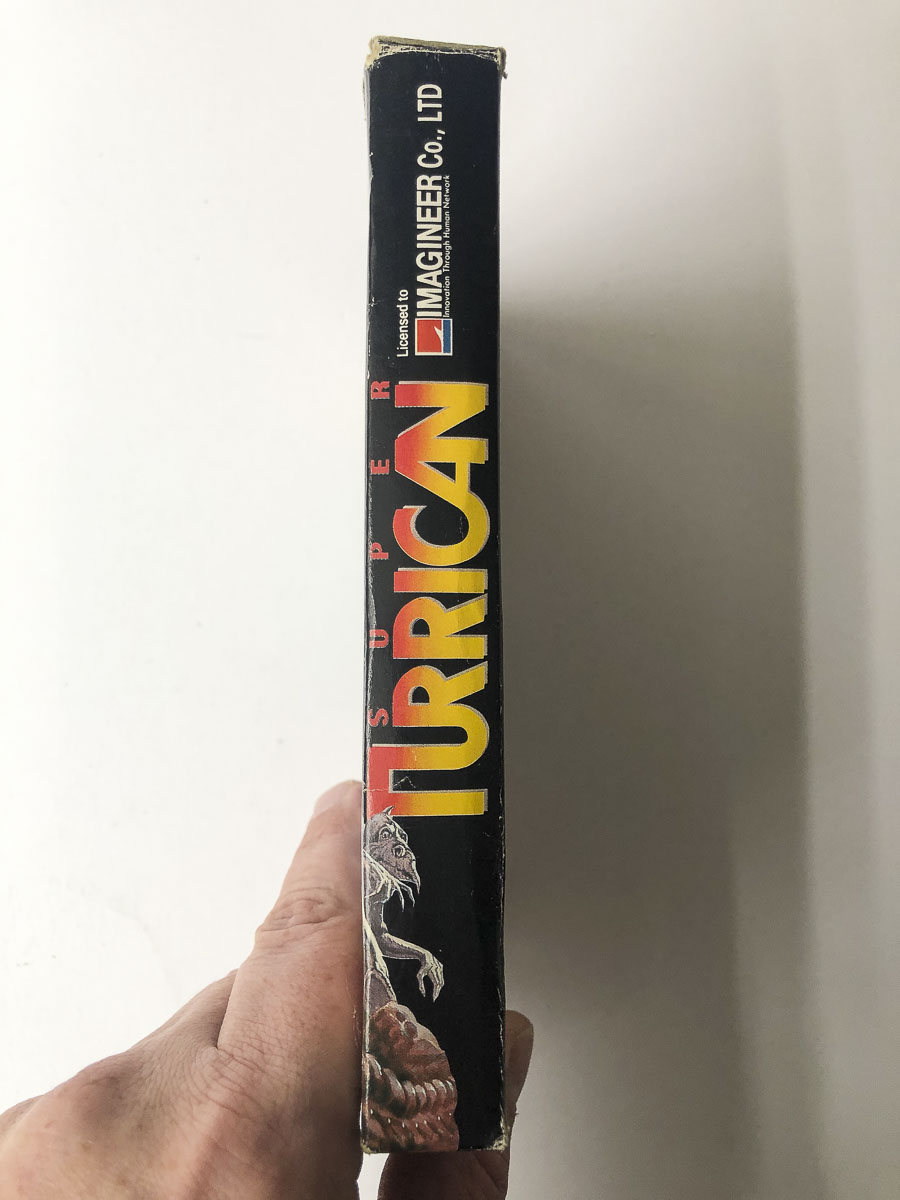 SUPER
TURRICAN
Licensed to
IMAGINEER Co., LTD
Innovation Through Human Network